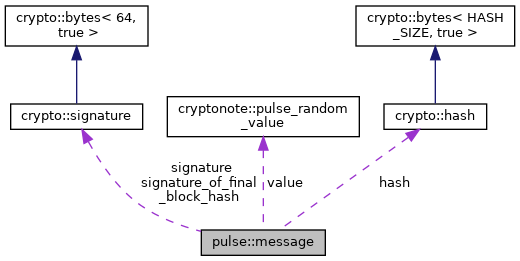 crypto::bytes< 64,
true >
crypto::bytes< HASH
_SIZE, true >
crypto::signature
cryptonote::pulse_random
_value
crypto::hash
signature
signature_of_final
_block_hash
value
hash
pulse::message